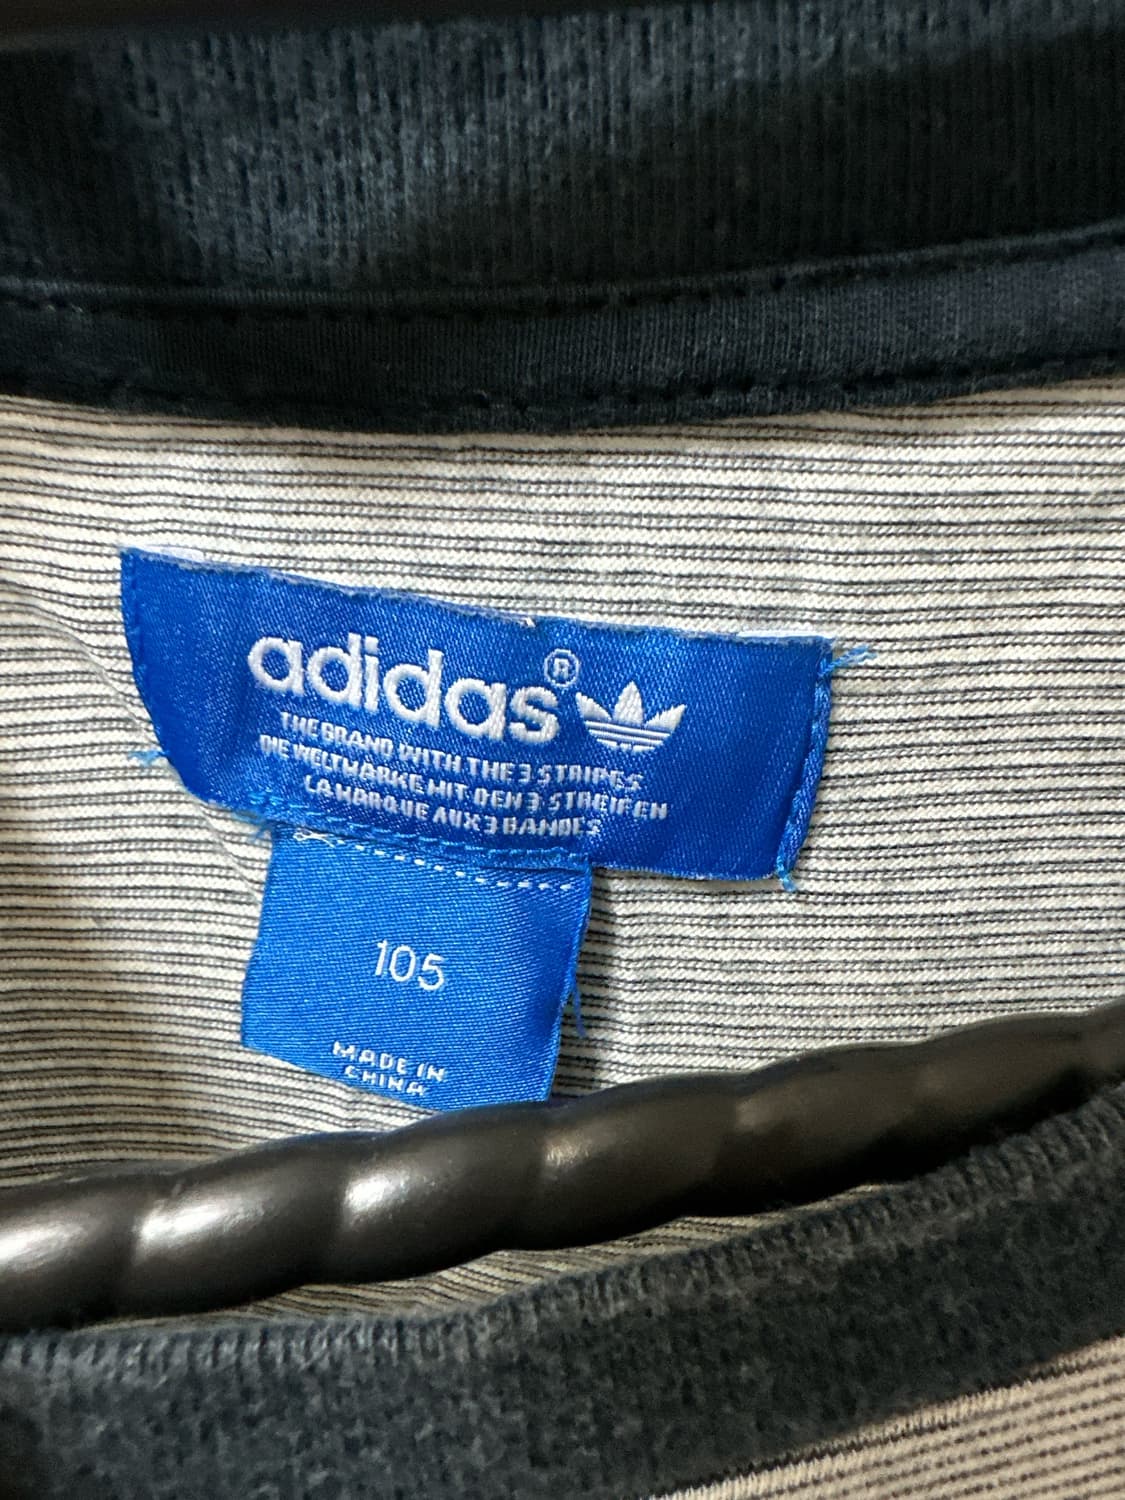 adidas®
THE BRAND WITH THE 3 STRIPES
DIE WELTMARKE MIT DEN 3 STREIFEN
LA MARQUE AUX 3 BANDES
105
MADE IN
CHINA